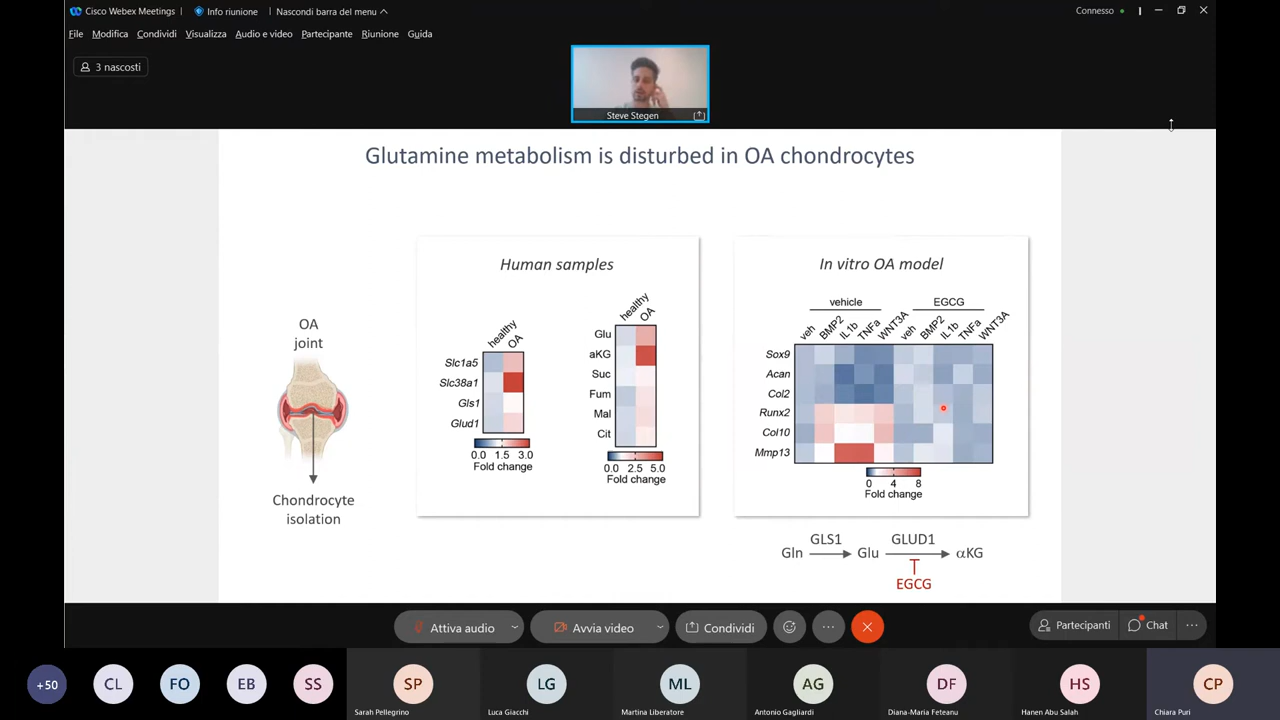 Cisco Webex Meetings
Info riunione
Nascondi barra del menu
Connesso
File Modifica Condividi Visualizza Audio e video Partecipante Riunione Guida
3 nascosti
Steve Stegen
Glutamine metabolism is disturbed in OA chondrocytes
OA
joint
Chondrocyte
isolation
Human samples
healthy
OA
Slc1a5
Slc38a1
Gls1
Glud1
0.0 1.5 3.0
Fold change
healthy
OA
Glu
aKG
Suc
Fum
Mal
Cit
0.0 2.5 5.0
Fold change
In vitro OA model
vehicle EGCG
veh BMP2 IL1b TNFa WNT3A veh BMP2 IL1b TNFa WNT3A
Sox9
Acan
Col2
Runx2
Col10
Mmp13
0 4 8
Fold change
GLS1 GLUD1
Gln Glu αKG
EGCG
Attiva audio
Avvia video
Condividi
Partecipanti
Chat
+50 CL FO EB SS SP LG ML AG DF HS CP
Sarah Pellegrino Luca Giacchi Martina Liberatore Antonio Gagliardi Diana-Maria Feteanu Hanen Abu Salah Chiara Puri